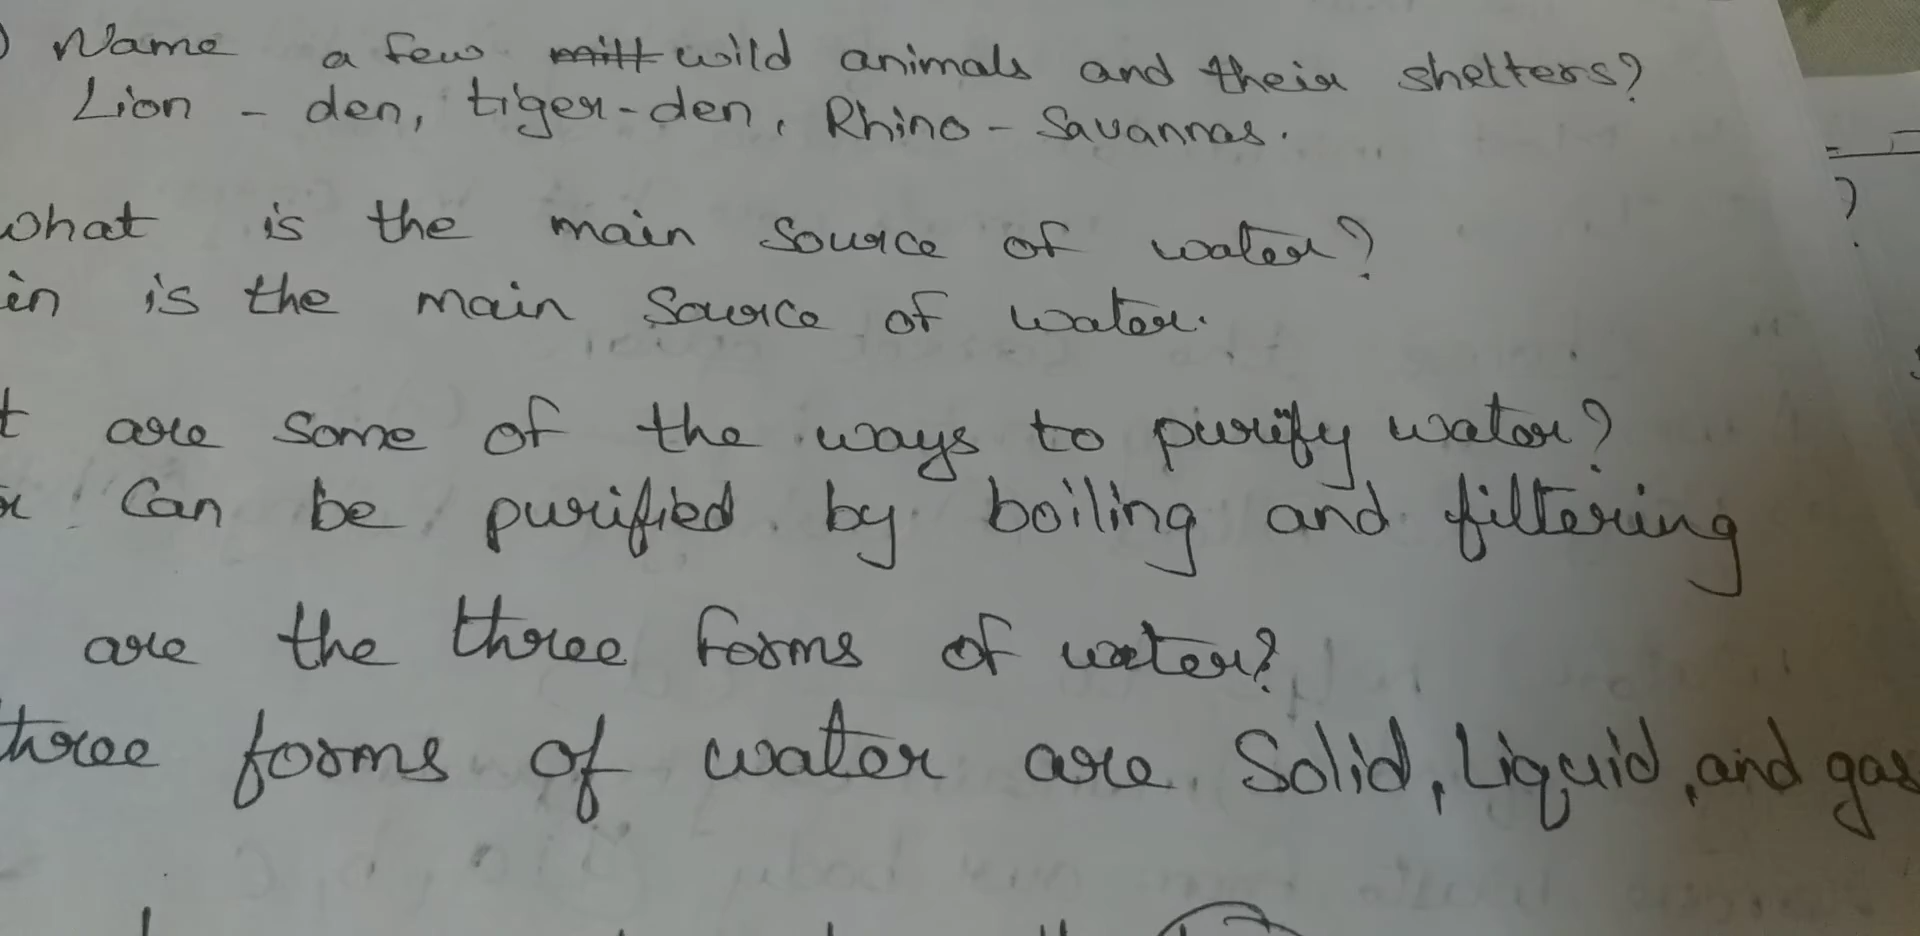 Name a few wild animals and their shelters?
Lion - den, tiger-den, Rhino - Savannas.
what is the main source of water?
in is the main source of water.
t are some of the ways to purify water?
r can be purified by boiling and filtering
are the three forms of water?
three forms of water are Solid, Liquid, and gas